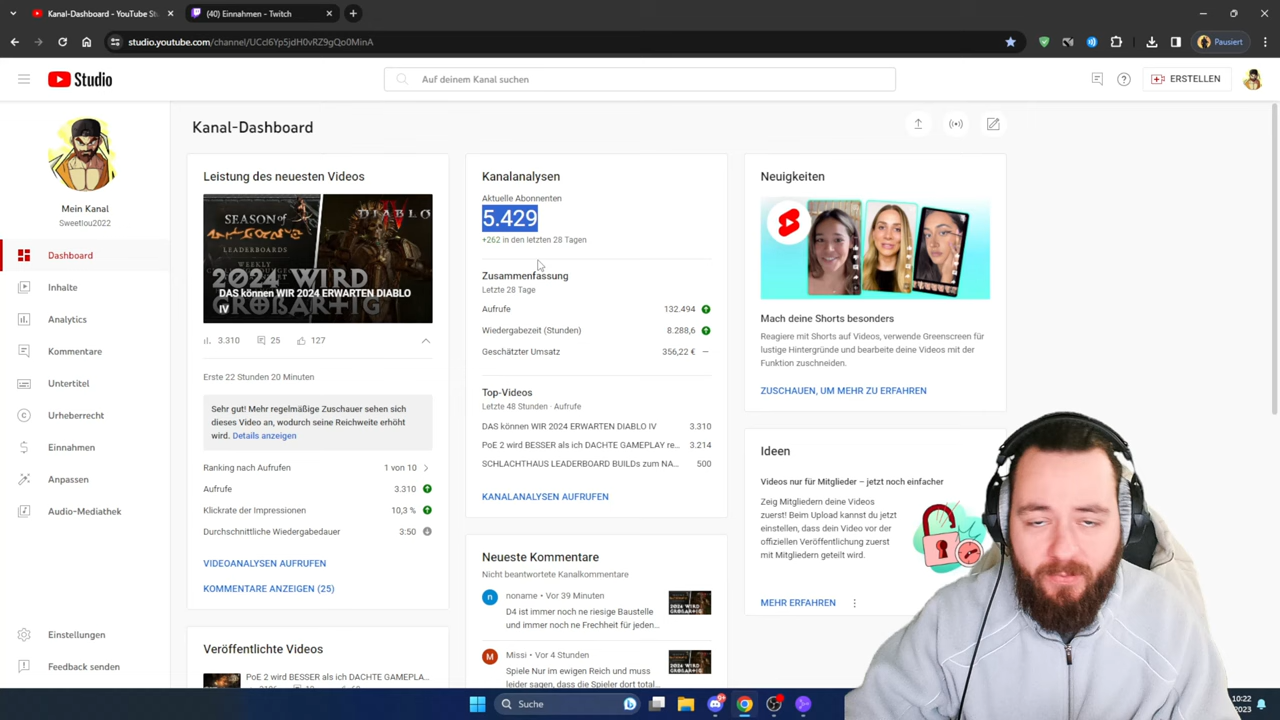 Kanal-Dashboard - YouTube St
(40) Einnahmen - Twitch
studio.youtube.com/channel/UCcI6Yp5jdH0vRZ9gQo0MinA
Pausiert
Studio
Auf deinem Kanal suchen
ERSTELLEN
Mein Kanal
Sweetlou2022
Dashboard
Inhalte
Analytics
Kommentare
Untertitel
Urheberrecht
Einnahmen
Anpassen
Audio-Mediathek
Einstellungen
Feedback senden
Kanal-Dashboard
Leistung des neuesten Videos
SEASON of
LEADERBOARDS
WEEKLY
DIABLO
2024 WIRD
GROßARTIG
DAS können WIR 2024 ERWARTEN DIABLO
IV
3.310
25
127
Erste 22 Stunden 20 Minuten
Sehr gut! Mehr regelmäßige Zuschauer sehen sich
dieses Video an, wodurch seine Reichweite erhöht
wird. Details anzeigen
Ranking nach Aufrufen 1 von 10
Aufrufe 3.310
Klickrate der Impressionen 10,3 %
Durchschnittliche Wiedergabedauer 3:50
VIDEOANALYSEN AUFRUFEN
KOMMENTARE ANZEIGEN (25)
Veröffentlichte Videos
PoE 2 wird BESSER als ich DACHTE GAMEPLA...
Kanalanalysen
Aktuelle Abonnenten
5.429
+262 in den letzten 28 Tagen
Zusammenfassung
Letzte 28 Tage
Aufrufe 132.494
Wiedergabezeit (Stunden) 8.288,6
Geschätzter Umsatz 356,22 € —
Top-Videos
Letzte 48 Stunden · Aufrufe
DAS können WIR 2024 ERWARTEN DIABLO IV 3.310
PoE 2 wird BESSER als ich DACHTE GAMEPLAY re... 3.214
SCHLACHTHAUS LEADERBOARD BUILDs zum NA... 500
KANALANALYSEN AUFRUFEN
Neueste Kommentare
Nicht beantwortete Kanalkommentare
n
noname • Vor 39 Minuten
D4 ist immer noch ne riesige Baustelle
und immer noch ne Frechheit für jeden...
M
Missi • Vor 4 Stunden
Spiele Nur im ewigen Reich und muss
leider sagen, dass die Spieler dort total...
Neuigkeiten
Mach deine Shorts besonders
Reagiere mit Shorts auf Videos, verwende Greenscreen für
lustige Hintergründe und bearbeite deine Videos mit der
Funktion zuschneiden.
ZUSCHAUEN, UM MEHR ZU ERFAHREN
Ideen
Videos nur für Mitglieder – jetzt noch einfacher
Zeig Mitgliedern deine Videos
zuerst! Beim Upload kannst du jetzt
einstellen, dass dein Video vor der
offiziellen Veröffentlichung zuerst
mit Mitgliedern geteilt wird.
MEHR ERFAHREN
Suche
10:22
2023